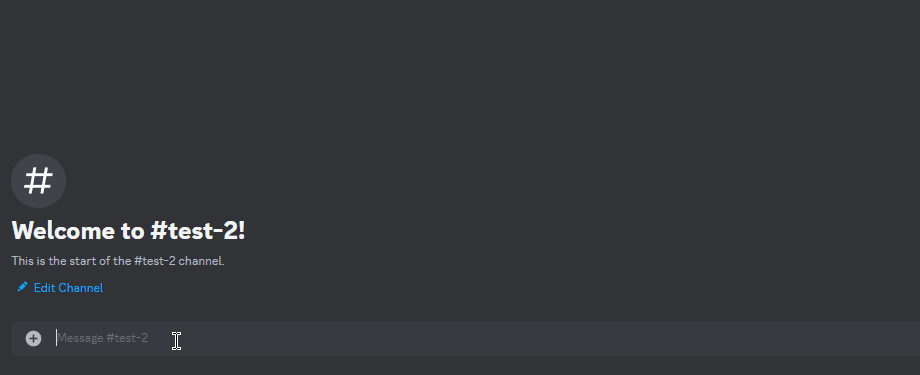 #
Welcome to #test-2!
This is the start of the #test-2 channel.
Edit Channel
Message #test-2